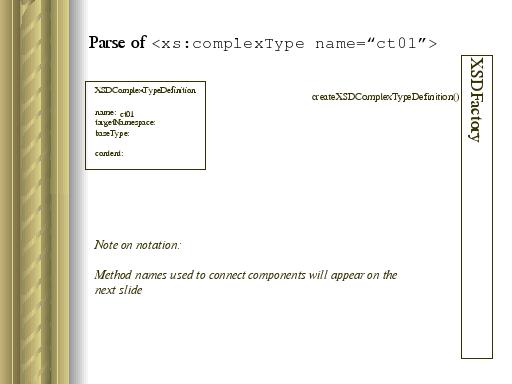 Parse of <xs:complexType name=“ct01”>
XSDComplexTypeDefinition
createXSDComplexTypeDefinition()
name: ct01
targetNamespace:
baseType:
content:
XSDFactory
Note on notation:
Method names used to connect components will appear on the
next slide